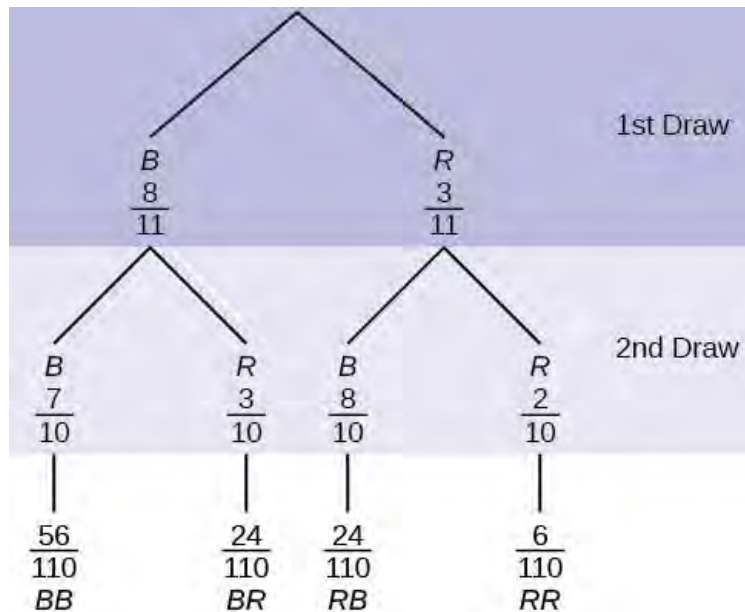 1st Draw
B R
8/11 3/11
2nd Draw
B R B R
7/10 3/10 8/10 2/10
56/110 24/110 24/110 6/110
BB BR RB RR